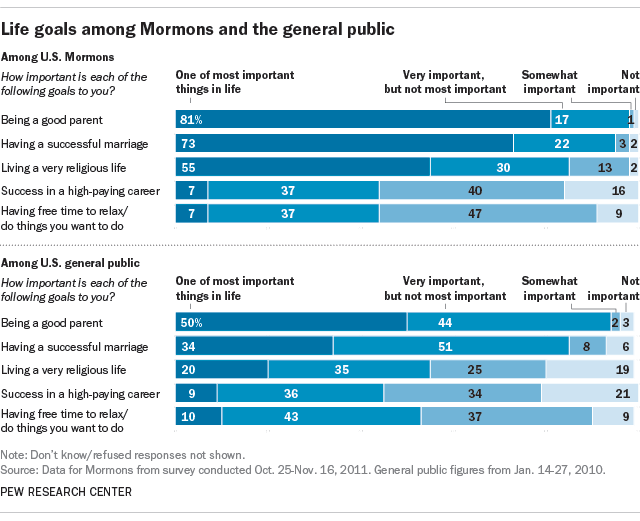 Life goals among Mormons and the general public
Among U.S. Mormons
How important is each of the following goals to you?
One of most important things in life
Very important, but not most important
Somewhat important
Not important
Being a good parent 81% 17 1
Having a successful marriage 73 22 3 2
Living a very religious life 55 30 13 2
Success in a high-paying career 7 37 40 16
Having free time to relax/ do things you want to do 7 37 47 9
Among U.S. general public
How important is each of the following goals to you?
One of most important things in life
Very important, but not most important
Somewhat important
Not important
Being a good parent 50% 44 2 3
Having a successful marriage 34 51 8 6
Living a very religious life 20 35 25 19
Success in a high-paying career 9 36 34 21
Having free time to relax/ do things you want to do 10 43 37 9
Note: Don't know/refused responses not shown.
Source: Data for Mormons from survey conducted Oct. 25-Nov. 16, 2011. General public figures from Jan. 14-27, 2010.
PEW RESEARCH CENTER